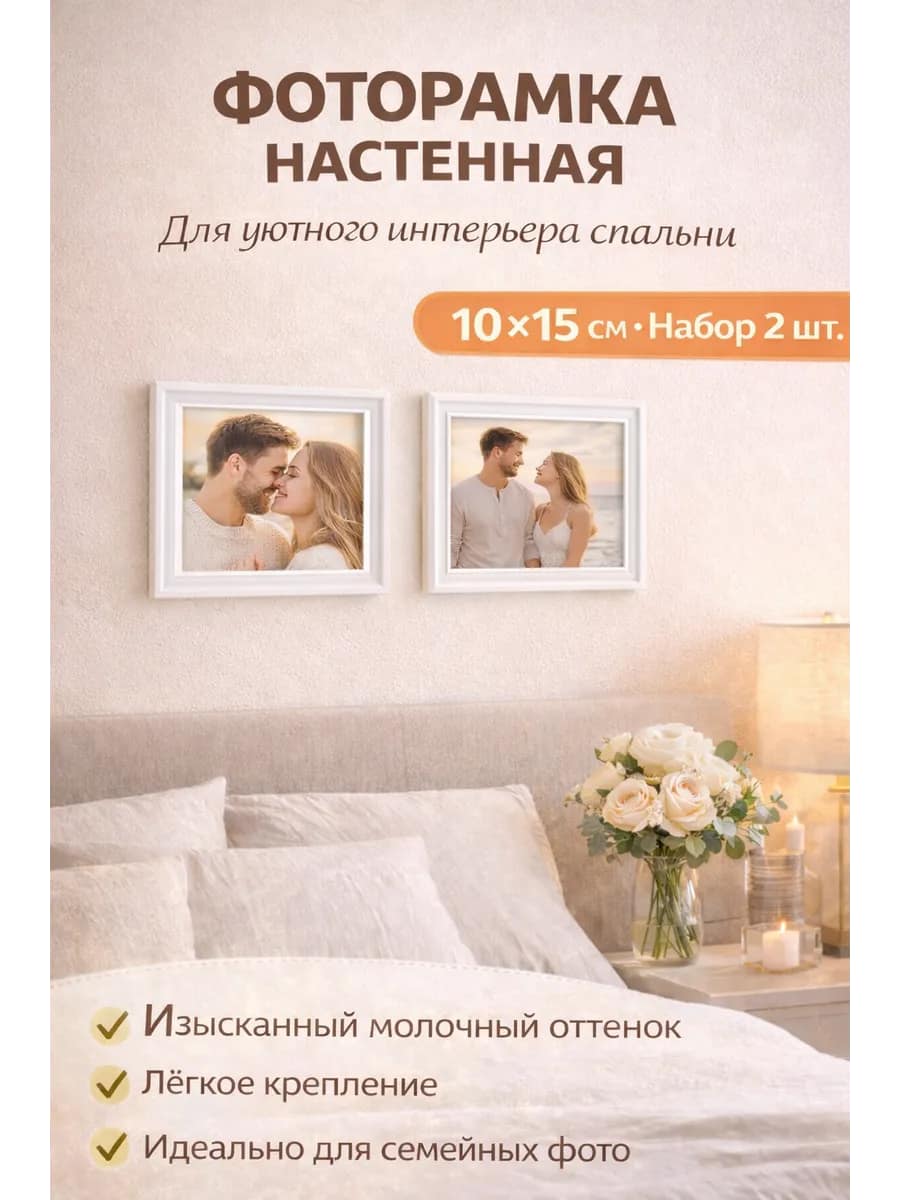 ФОТОРАМКА
НАСТЕННАЯ
Для уютного интерьера спальни
10×15 см • Набор 2 шт.
Изысканный молочный оттенок
Лёгкое крепление
Идеально для семейных фото